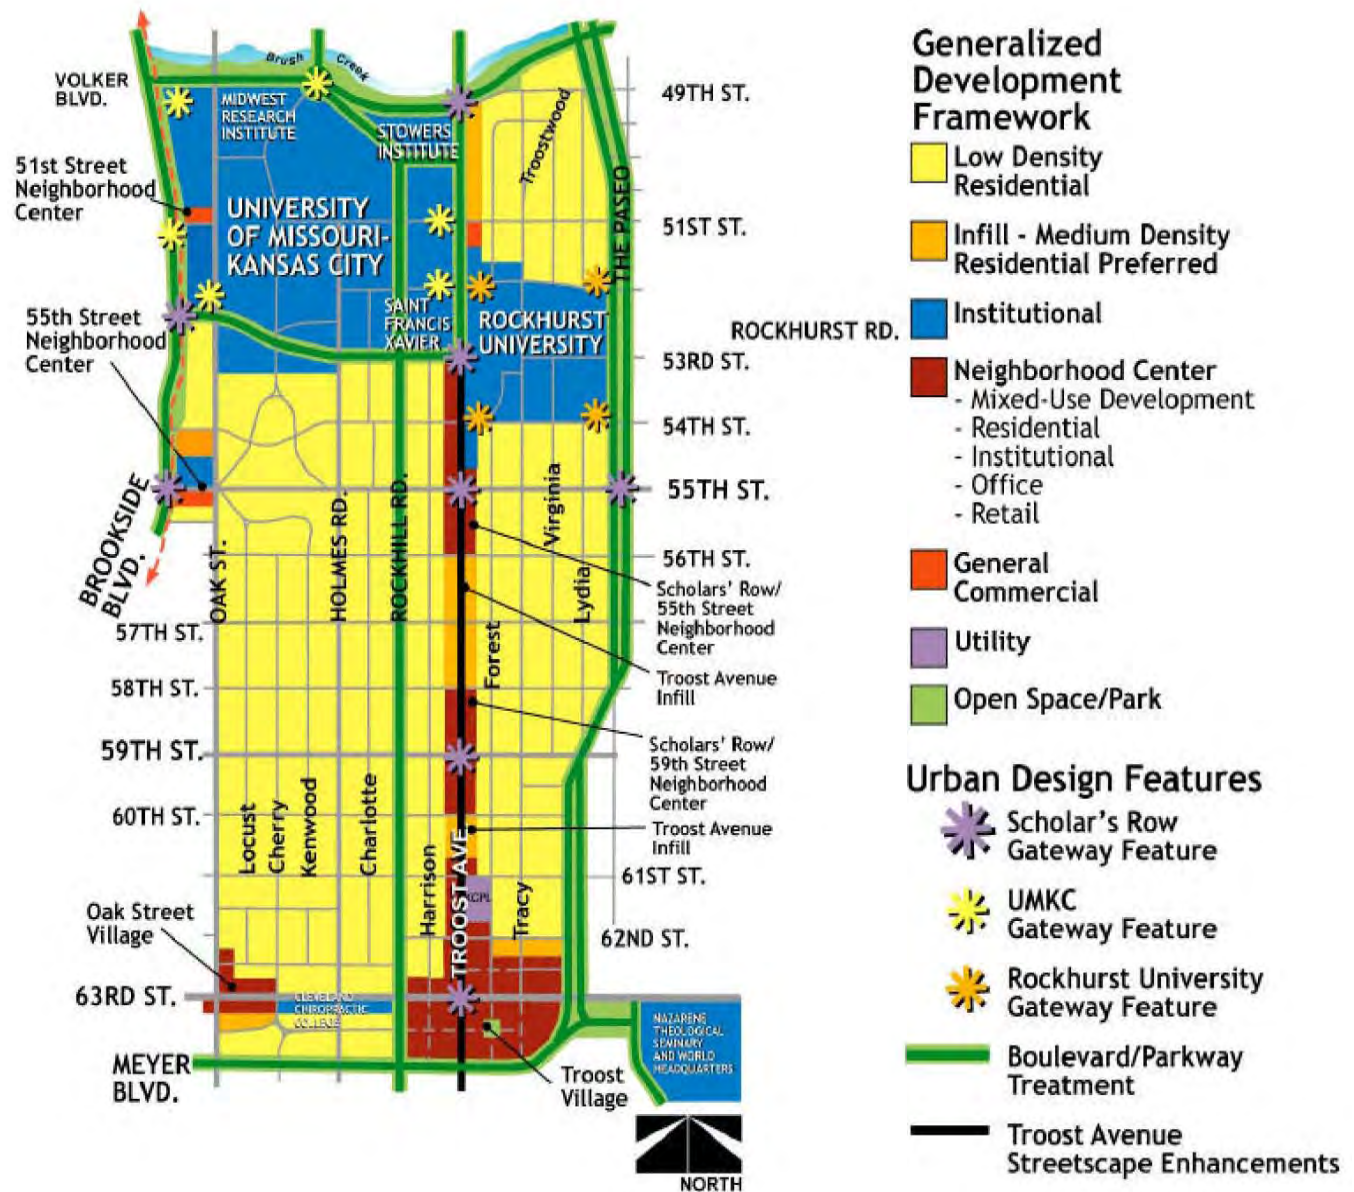 Brush
Creek
VOLKER
BLVD.
MIDWEST
RESEARCH
INSTITUTE
STOWERS
INSTITUTE
Troostwood
49TH ST.
51st Street
Neighborhood
Center
UNIVERSITY
OF MISSOURI-
KANSAS CITY
THE PASEO
51ST ST.
55th Street
Neighborhood
Center
SAINT
FRANCIS
XAVIER
ROCKHURST
UNIVERSITY
ROCKHURST RD.
53RD ST.
54TH ST.
BROOKSIDE
BLVD.
OAK ST.
HOLMES RD.
ROCKHILL RD.
Virginia
55TH ST.
56TH ST.
Lydia
Scholars' Row/
55th Street
Neighborhood
Center
57TH ST.
Forest
Troost Avenue
Infill
58TH ST.
59TH ST.
Scholars' Row/
59th Street
Neighborhood
Center
60TH ST.
Locust
Cherry
Kenwood
Charlotte
Harrison
TROOST AVE
Tracy
Troost Avenue
Infill
61ST ST.
KCPL
Oak Street
Village
62ND ST.
63RD ST.
CLEVELAND
CHIROPRACTIC
COLLEGE
NAZARENE
THEOLOGICAL
SEMINARY
AND WORLD
HEADQUARTERS
MEYER
BLVD.
Troost
Village
NORTH
Generalized
Development
Framework
Low Density
Residential
Infill - Medium Density
Residential Preferred
Institutional
Neighborhood Center
- Mixed-Use Development
- Residential
- Institutional
- Office
- Retail
General
Commercial
Utility
Open Space/Park
Urban Design Features
Scholar's Row
Gateway Feature
UMKC
Gateway Feature
Rockhurst University
Gateway Feature
Boulevard/Parkway
Treatment
Troost Avenue
Streetscape Enhancements